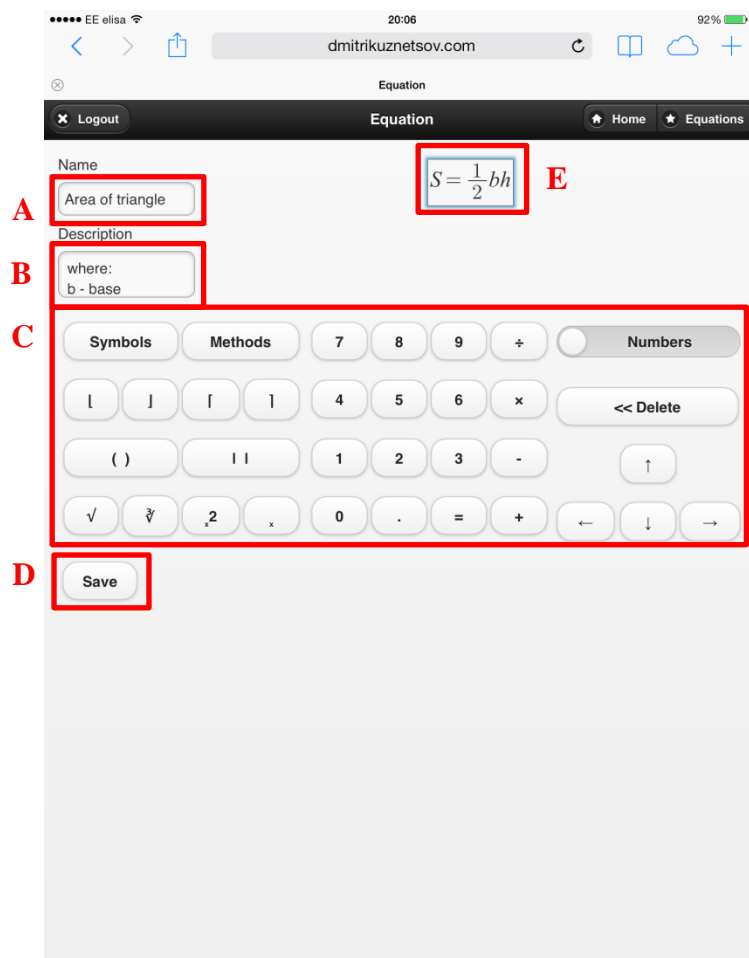 EE elisa 20:06 92%
dmitrikuznetsov.com
Equation
Logout Equation Home Equations
Name
A Area of triangle
S = 1/2 bh E
Description
B where:
b - base
C Symbols Methods 7 8 9 ÷ Numbers
⌊ ⌋ ⌈ ⌉ 4 5 6 × << Delete
( ) | | 1 2 3 - ↑
√ ∛ x2 x 0 . = + ← ↓ →
D Save